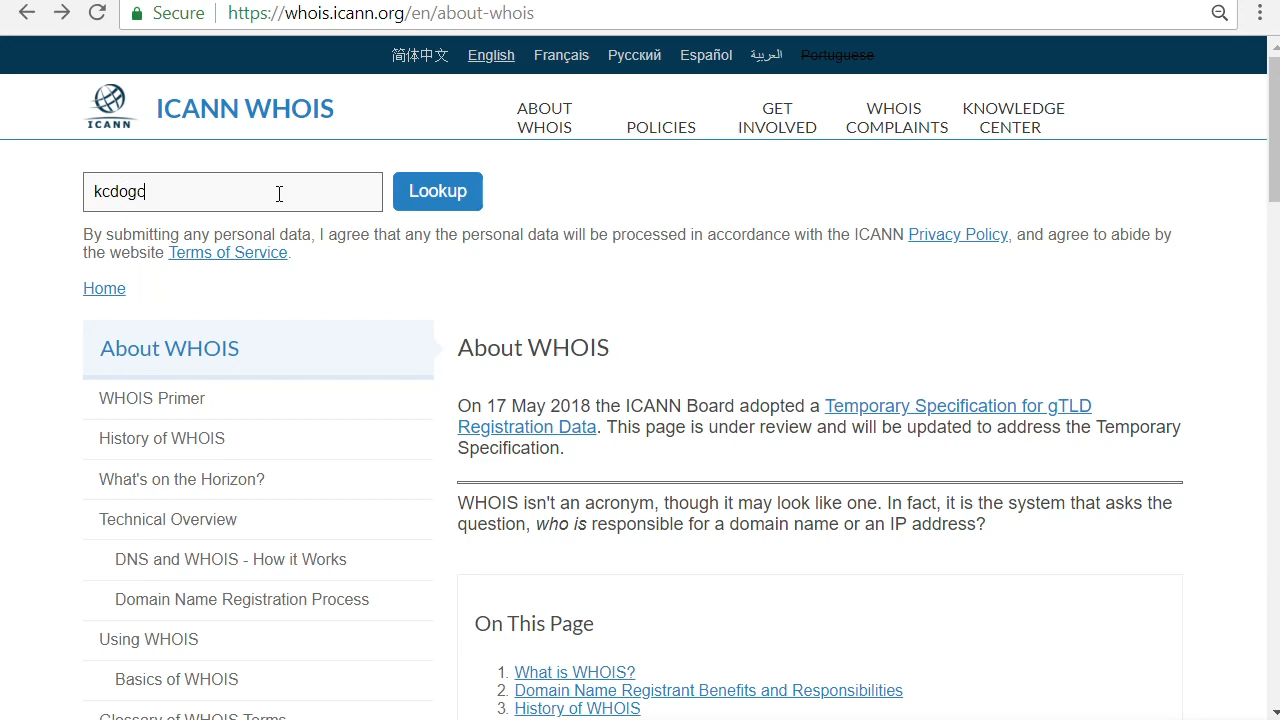 Secure https://whois.icann.org/en/about-whois
简体中文 English Français Русский Español العربية Portuguese
ICANN
ICANN WHOIS
ABOUT WHOIS
POLICIES
GET INVOLVED
WHOIS COMPLAINTS
KNOWLEDGE CENTER
kcdogc Lookup
By submitting any personal data, I agree that any the personal data will be processed in accordance with the ICANN Privacy Policy, and agree to abide by
the website Terms of Service.
Home
About WHOIS
WHOIS Primer
History of WHOIS
What's on the Horizon?
Technical Overview
DNS and WHOIS - How it Works
Domain Name Registration Process
Using WHOIS
Basics of WHOIS
Glossary of WHOIS Terms
About WHOIS
On 17 May 2018 the ICANN Board adopted a Temporary Specification for gTLD
Registration Data. This page is under review and will be updated to address the Temporary
Specification.
WHOIS isn't an acronym, though it may look like one. In fact, it is the system that asks the
question, who is responsible for a domain name or an IP address?
On This Page
1. What is WHOIS?
2. Domain Name Registrant Benefits and Responsibilities
3. History of WHOIS